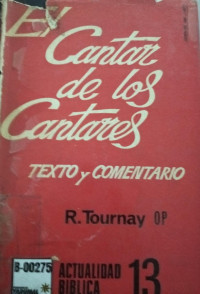 El
Cantar
de los
Cantares
TEXTO y COMENTARIO
R. Tournay OP
B-00275
ACTUALIDAD
BIBLICA
13